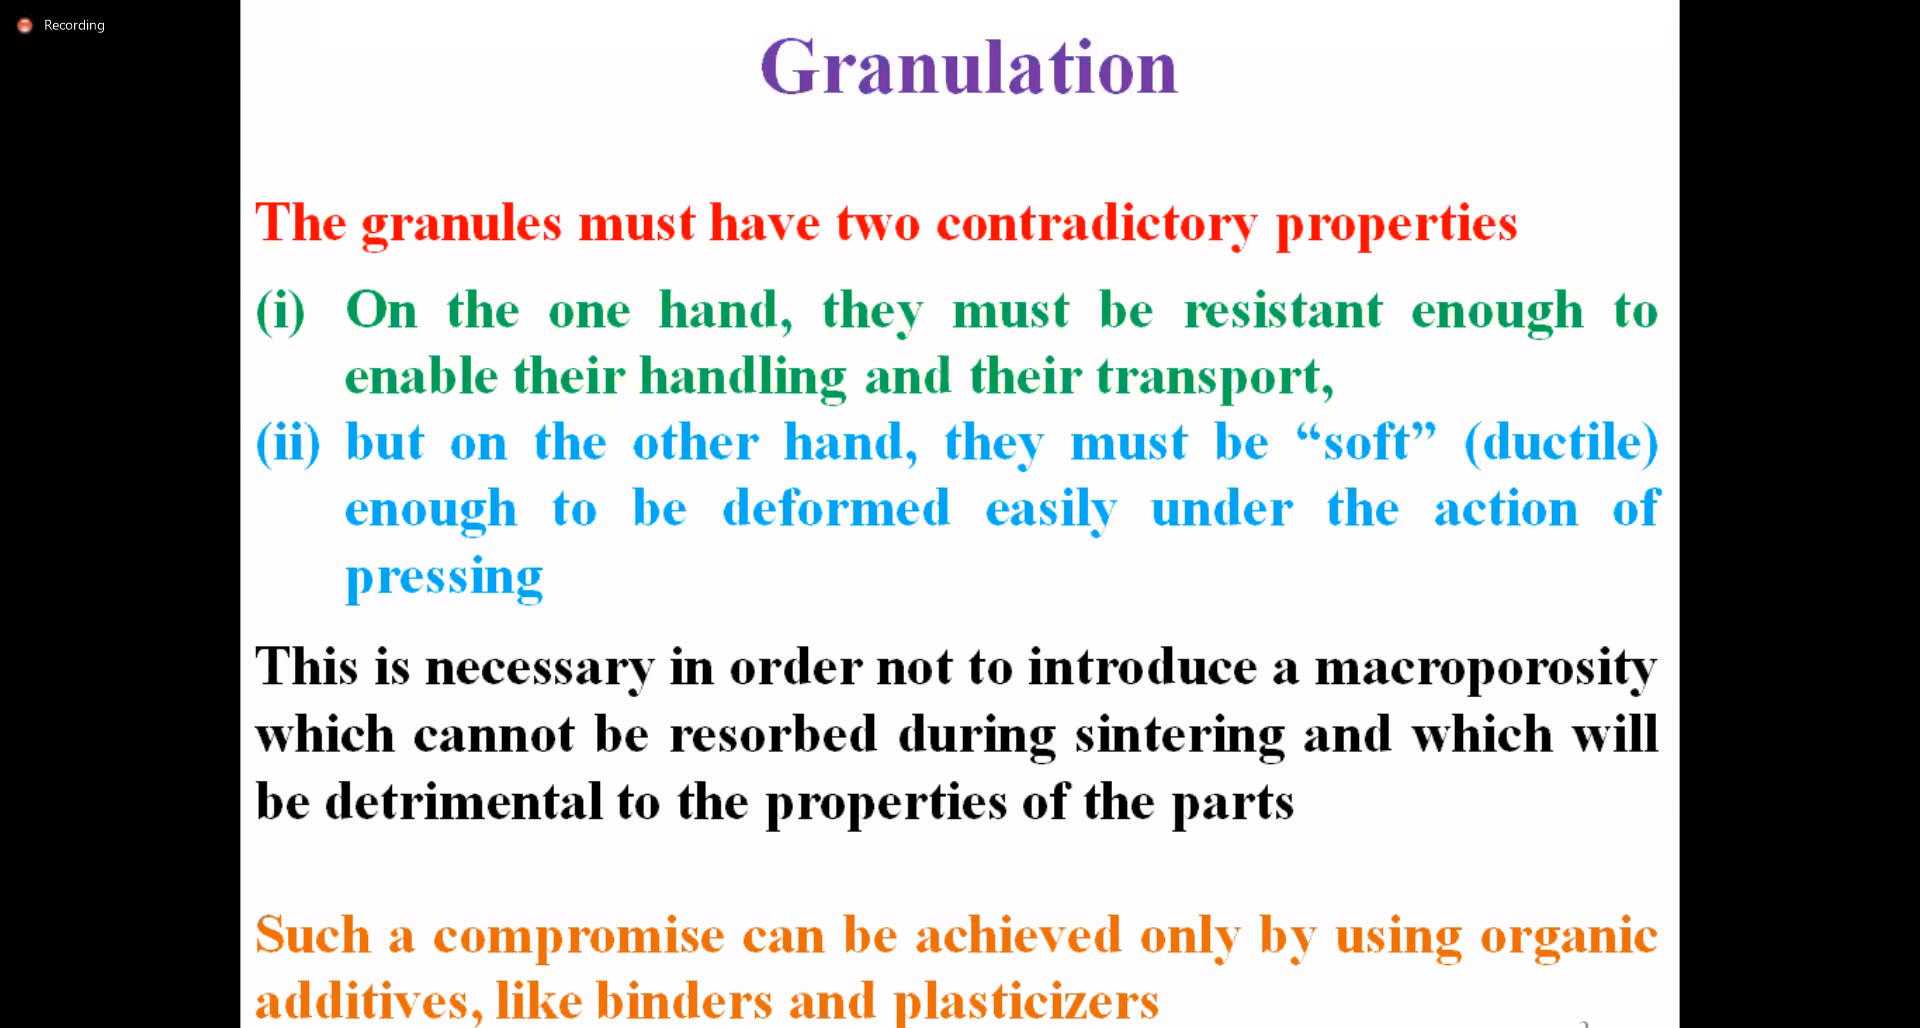 Recording
Granulation
The granules must have two contradictory properties
(i) On the one hand, they must be resistant enough to
enable their handling and their transport,
(ii) but on the other hand, they must be “soft” (ductile)
enough to be deformed easily under the action of
pressing
This is necessary in order not to introduce a macroporosity
which cannot be resorbed during sintering and which will
be detrimental to the properties of the parts
Such a compromise can be achieved only by using organic
additives, like binders and plasticizers